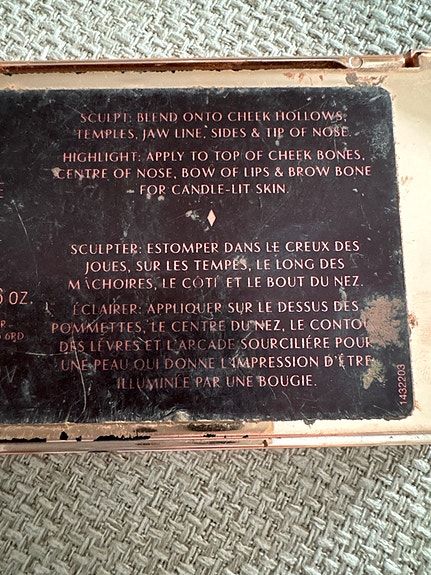 SCULPT: BLEND ONTO CHEEK HOLLOWS,
TEMPLES, JAW LINE, SIDES & TIP OF NOSE.
HIGHLIGHT: APPLY TO TOP OF CHEEK BONES,
CENTRE OF NOSE, BOW OF LIPS & BROW BONE
FOR CANDLE-LIT SKIN.
SCULPTER: ESTOMPER DANS LE CREUX DES
JOUES, SUR LES TEMPES, LE LONG DES
MÂCHOIRES, LE CÔTÉ ET LE BOUT DU NEZ.
OZ.
6PD
ÉCLAIRER: APPLIQUER SUR LE DESSUS DES
POMMETTES, LE CENTRE DU NEZ, LE CONTOUR
DES LÈVRES ET L'ARCADE SOURCILIÉRE POUR
UNE PEAU QUI DONNE L'IMPRESSION D'ÊTRE
ILLUMINÉE PAR UNE BOUGIE.
1432203